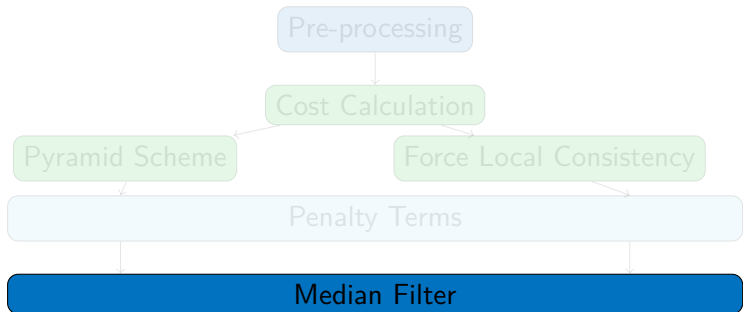 Pre-processing
Cost Calculation
Pyramid Scheme
Force Local Consistency
Penalty Terms
Median Filter